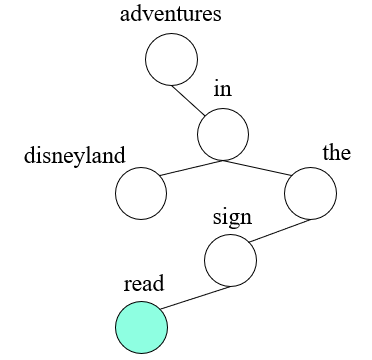 adventures
in
disneyland
the
sign
read